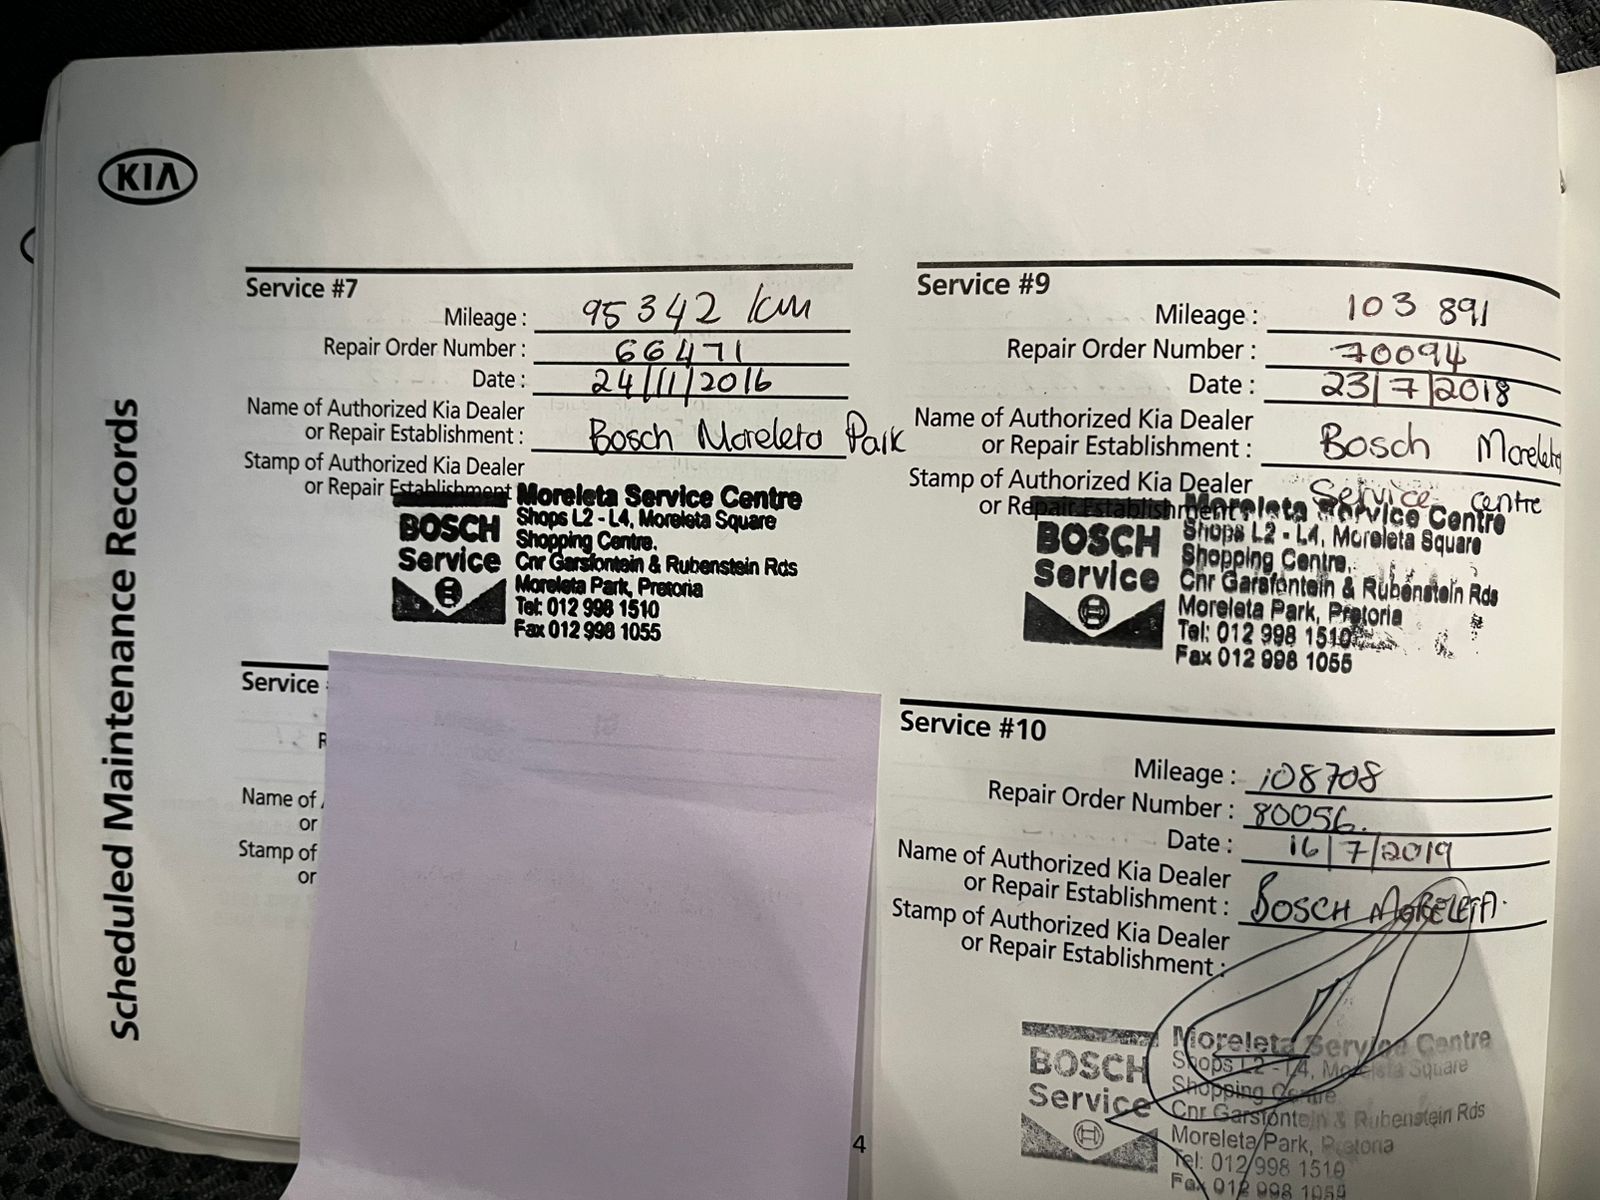 KIA
Scheduled Maintenance Records
Service #7
Mileage : 95 342 km
Repair Order Number : 66471
Date : 24/11/2016
Name of Authorized Kia Dealer
or Repair Establishment : Bosch Moreleta Park
Stamp of Authorized Kia Dealer
or Repair Establishment
BOSCH
Service
Moreleta Service Centre
Shops L2 - L4, Moreleta Square
Shopping Centre.
Cnr Garsfontein & Rubenstein Rds
Moreleta Park, Pretoria
Tel: 012 998 1510
Fax 012 998 1055
Service
R
Name of
or
Stamp of
or
Service #9
Mileage : 103 891
Repair Order Number : 70094
Date : 23/7/2018
Name of Authorized Kia Dealer
or Repair Establishment : Bosch Moreleta
Stamp of Authorized Kia Dealer
Service centre
or Repair Establishment
BOSCH
Service
Moreleta Service Centre
Shops L2 - L4, Moreleta Square
Shopping Centre.
Cnr Garsfontein & Rubenstein Rds
Moreleta Park, Pretoria
Tel: 012 998 1510
Fax 012 998 1055
Service #10
Mileage : 108708
Repair Order Number : 80056.
Date : 16/7/2019
Name of Authorized Kia Dealer
or Repair Establishment : BOSCH MORELETA.
Stamp of Authorized Kia Dealer
or Repair Establishment :
BOSCH
Service
Moreleta Service Centre
Shops L2 - L4, Moreleta Square
Shopping Centre
Cnr Garsfontein & Rubenstein Rds
Moreleta Park, Pretoria
Tel: 012 998 1510
Fax 012 998 1055
4